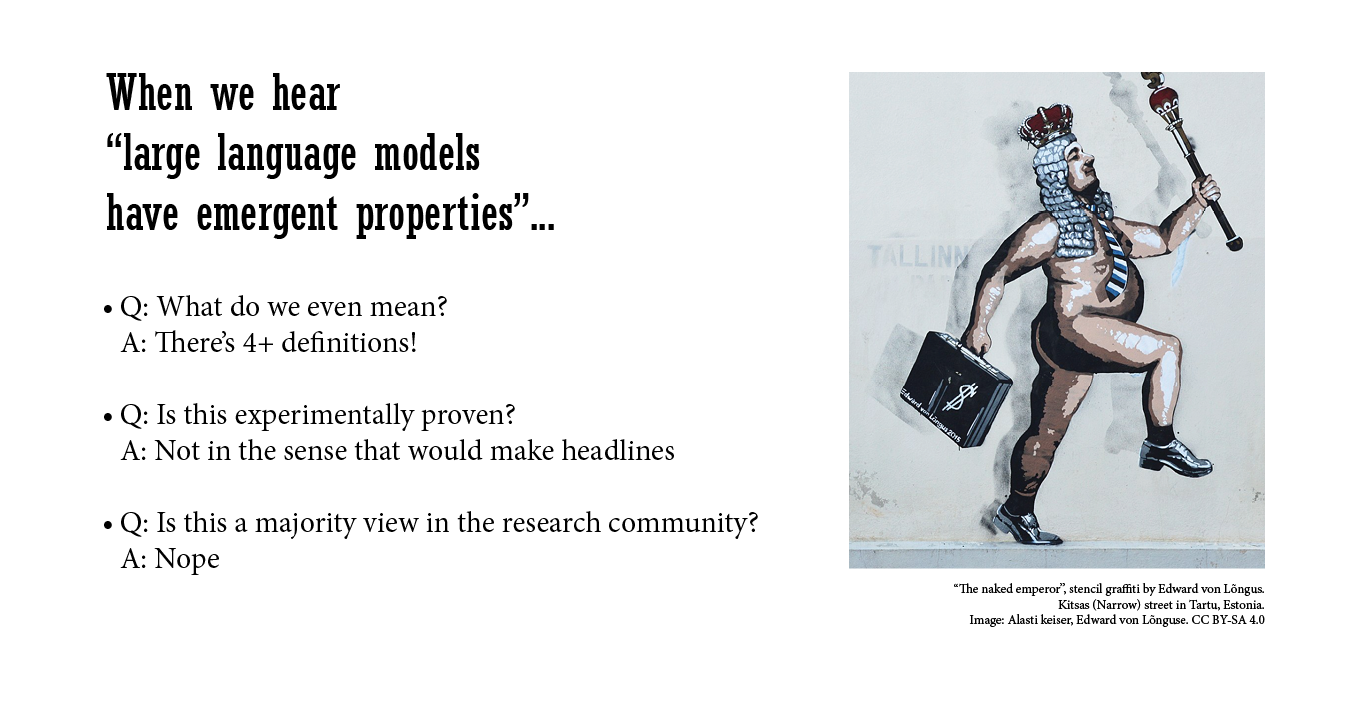 When we hear
“large language models
have emergent properties”...
• Q: What do we even mean?
A: There’s 4+ definitions!
• Q: Is this experimentally proven?
A: Not in the sense that would make headlines
• Q: Is this a majority view in the research community?
A: Nope
TALLINN
$
Edward von Lõngus 2015
“The naked emperor”, stencil graffiti by Edward von Lõngus.
Kitsas (Narrow) street in Tartu, Estonia.
Image: Alasti keiser, Edward von Lõnguse. CC BY-SA 4.0